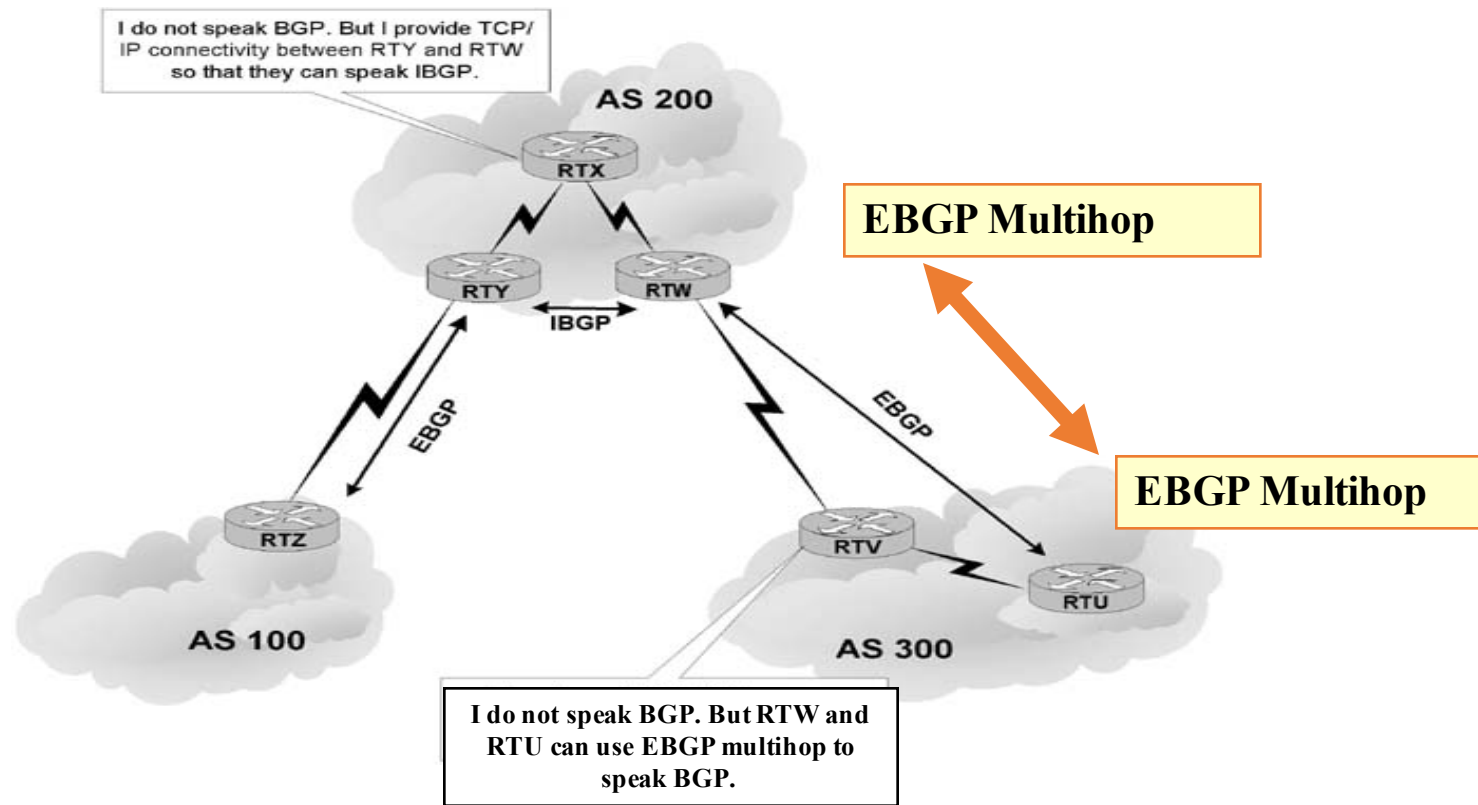 I do not speak BGP. But I provide TCP/
IP connectivity between RTY and RTW
so that they can speak IBGP.
AS 200
RTX
EBGP Multihop
RTY
RTW
IBGP
EBGP
EBGP
EBGP Multihop
RTZ
RTV
RTU
AS 100
AS 300
I do not speak BGP. But RTW and
RTU can use EBGP multihop to
speak BGP.